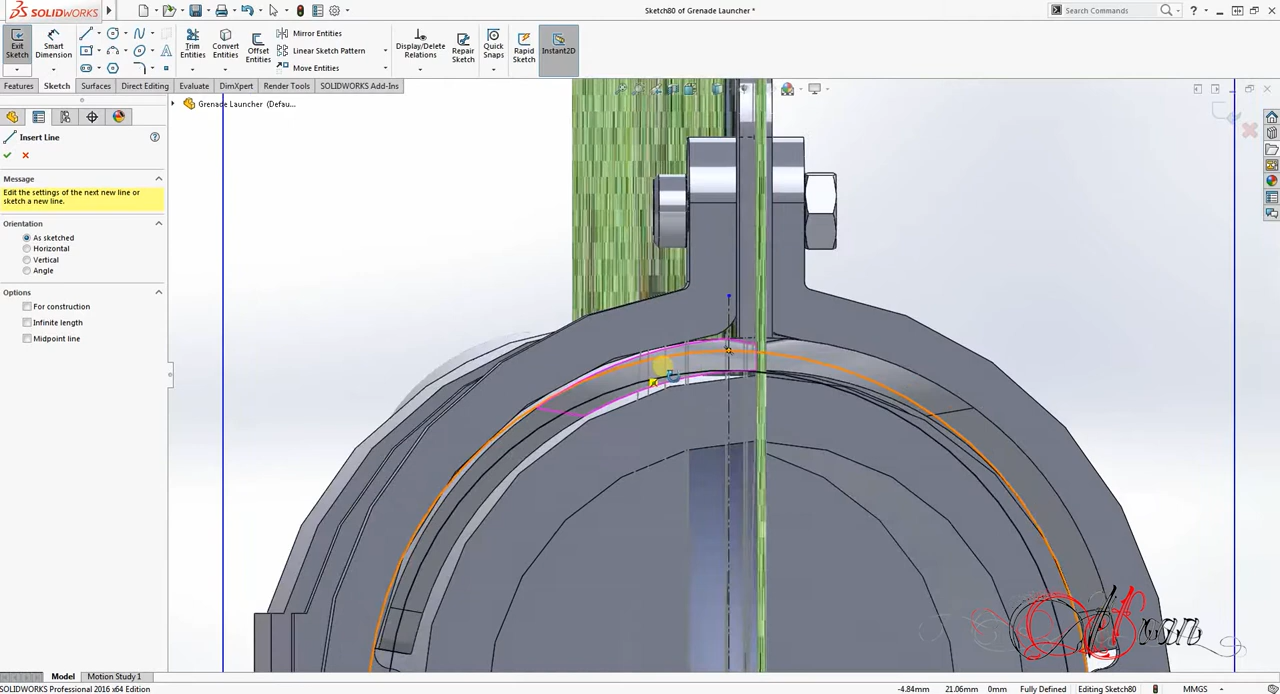 SOLIDWORKS
Sketch80 of Grenade Launcher *
Search Commands
Exit Sketch
Smart Dimension
Trim Entities
Convert Entities
Offset Entities
Mirror Entities
Linear Sketch Pattern
Move Entities
Display/Delete Relations
Repair Sketch
Quick Snaps
Rapid Sketch
Instant2D
Features
Sketch
Surfaces
Evaluate
DimXpert
Render Tools
SOLIDWORKS Add-Ins
Direct Editing
Grenade Launcher (Defau...
Insert Line
Message
Edit the settings of the next new line or
sketch a new line.
Orientation
As sketched
Horizontal
Vertical
Angle
Options
For construction
Infinite length
Midpoint line
Model
Motion Study 1
SOLIDWORKS Professional 2016 x64 Edition
-4.84mm
21.06mm
0mm
Fully Defined
Editing Sketch80
MMGS